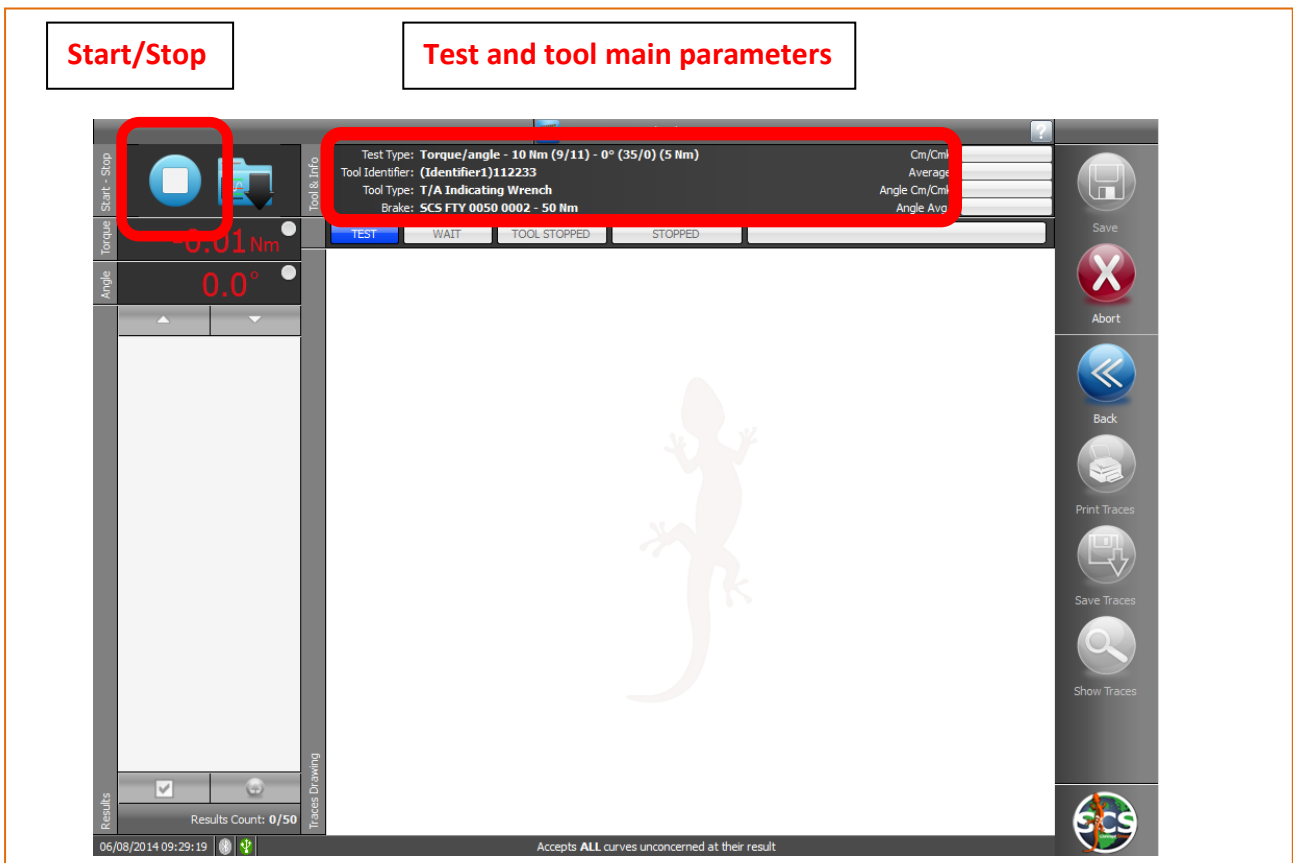 Start/Stop
Test and tool main parameters
Start - Stop
Tool & Info
Test Type: Torque/angle - 10 Nm (9/11) - 0° (35/0) (5 Nm)
Cm/Cmk
Tool Identifier: (Identifier1)112233
Average
Tool Type: T/A Indicating Wrench
Angle Cm/Cmk
Brake: SCS FTY 0050 0002 - 50 Nm
Angle Avg
Save
Torque
-0.01 Nm
TEST
WAIT
TOOL STOPPED
STOPPED
Angle
0.0°
Abort
Back
Print Traces
Save Traces
Show Traces
Results
Traces Drawing
Results Count: 0/50
SCS
06/08/2014 09:29:19
Accepts ALL curves unconcerned at their result